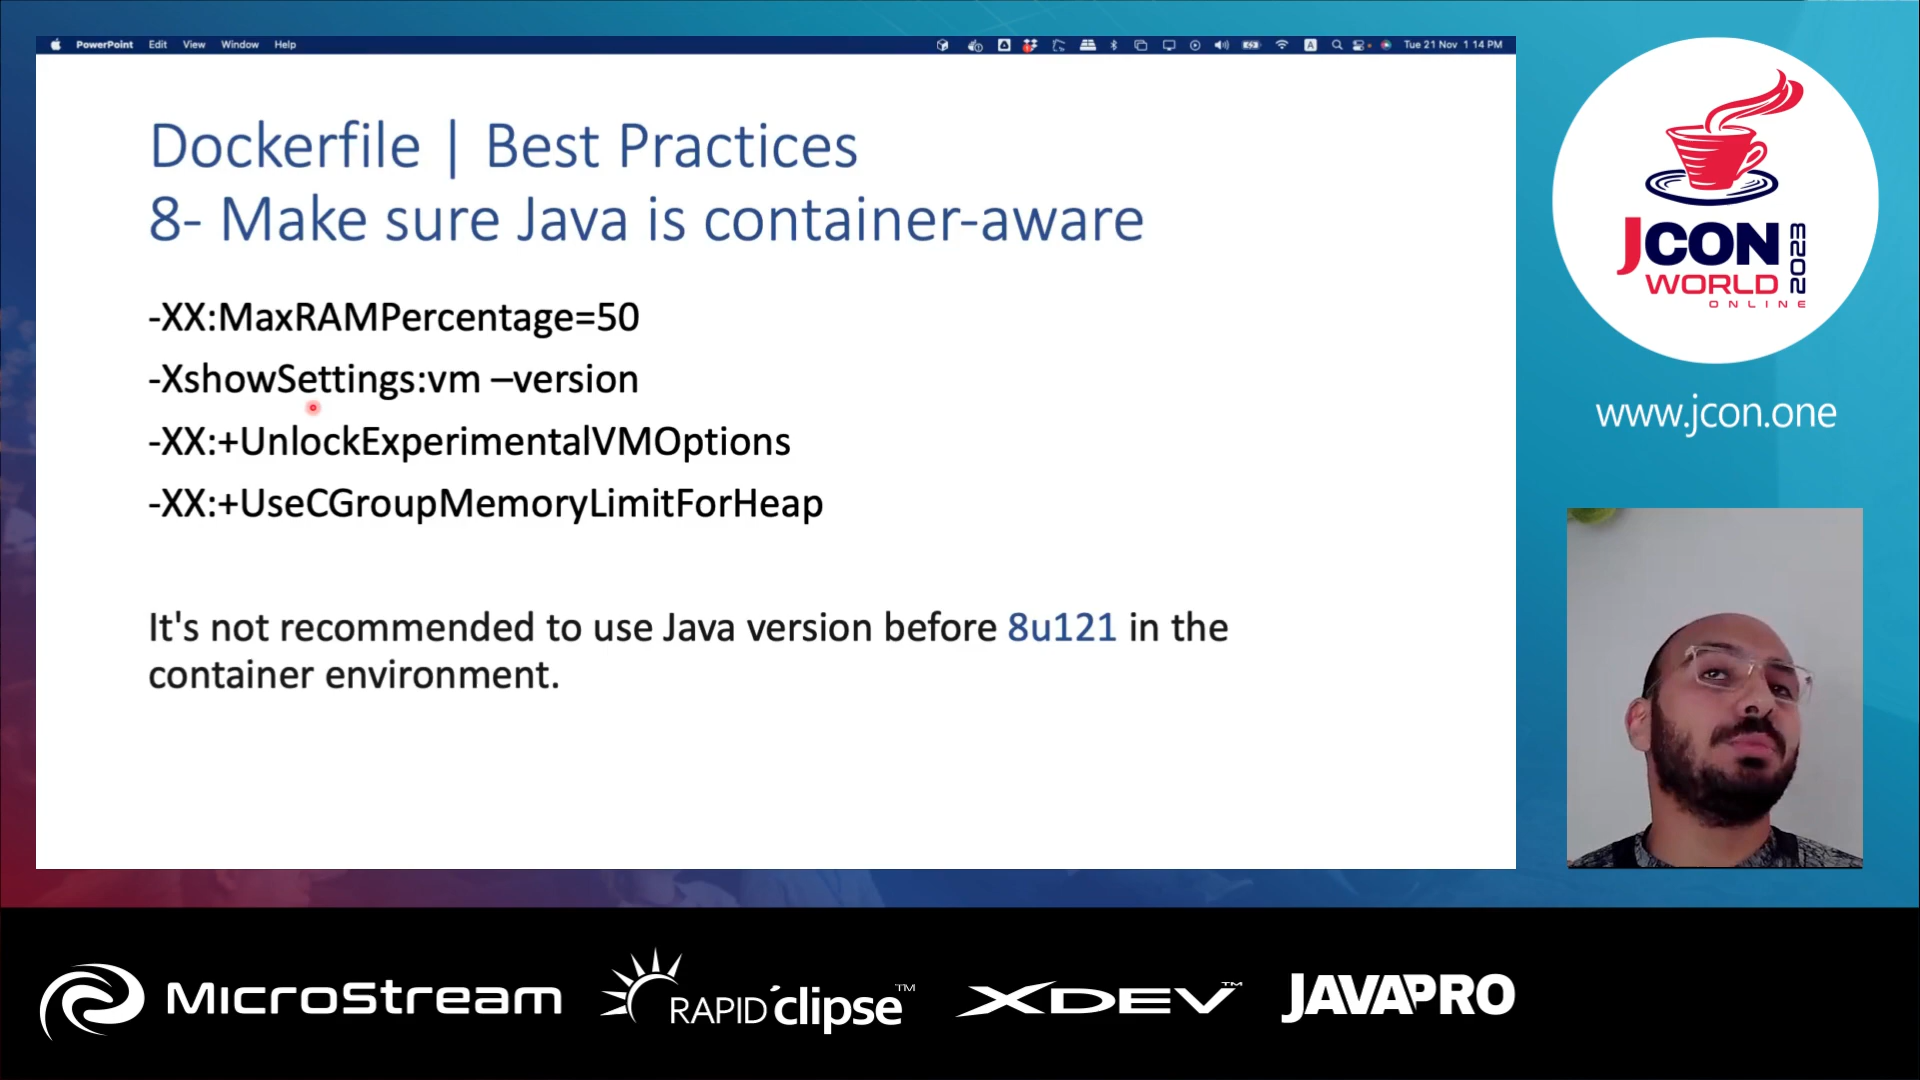 PowerPoint Edit View Window Help
Tue 21 Nov 1 14 PM
Dockerfile | Best Practices
8- Make sure Java is container-aware
-XX:MaxRAMPercentage=50
-XshowSettings:vm –version
-XX:+UnlockExperimentalVMOptions
-XX:+UseCGroupMemoryLimitForHeap
It's not recommended to use Java version before 8u121 in the
container environment.
JCON
WORLD
ONLINE
2023
www.jcon.one
MicroStream
RAPID'clipse™
XDEV™
JAVAPRO